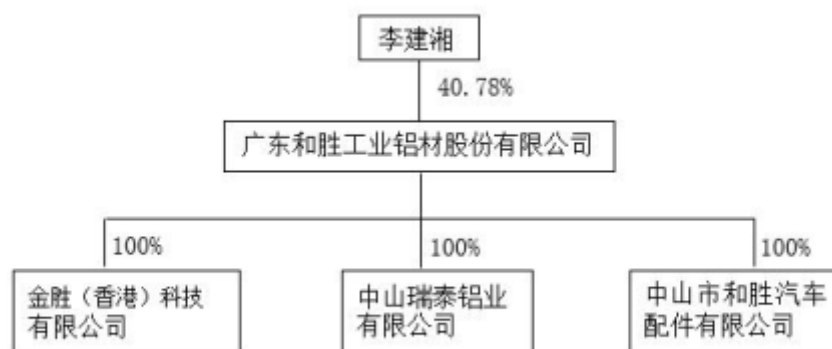 李建湘
40.78%
广东和胜工业铝材股份有限公司
100%
100%
100%
金胜（香港）科技
有限公司
中山瑞泰铝业
有限公司
中山市和胜汽车
配件有限公司